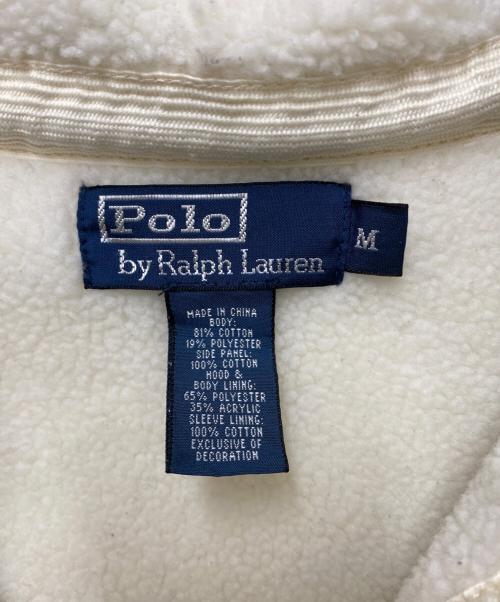 Polo
by Ralph Lauren
M
MADE IN CHINA
BODY:
81% COTTON
19% POLYESTER
SIDE PANEL:
100% COTTON
HOOD &
BODY LINING:
65% POLYESTER
35% ACRYLIC
SLEEVE LINING:
100% COTTON
EXCLUSIVE OF
DECORATION